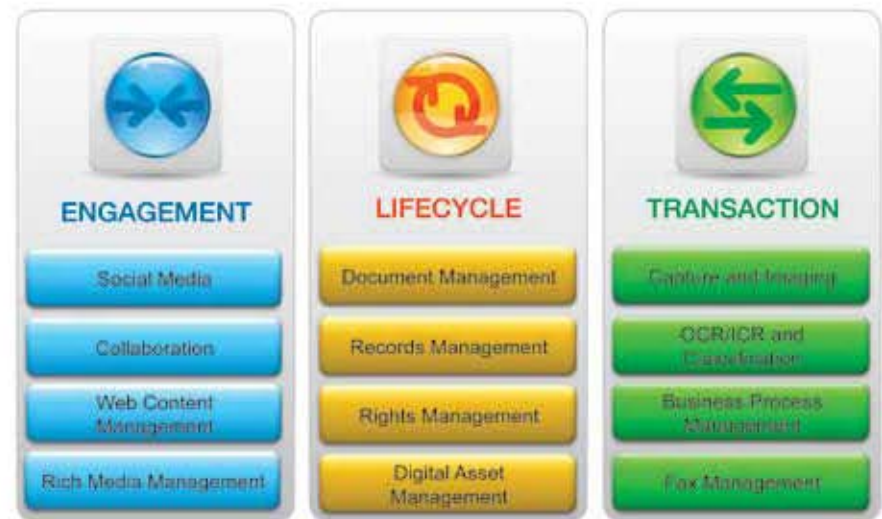 ENGAGEMENT
Social Media
Collaboration
Web Content
Management
Rich Media Management
LIFECYCLE
Document Management
Records Management
Rights Management
Digital Asset
Management
TRANSACTION
Capture and Imaging
OCR/ICR and
Classification
Business Process
Management
Fax Management